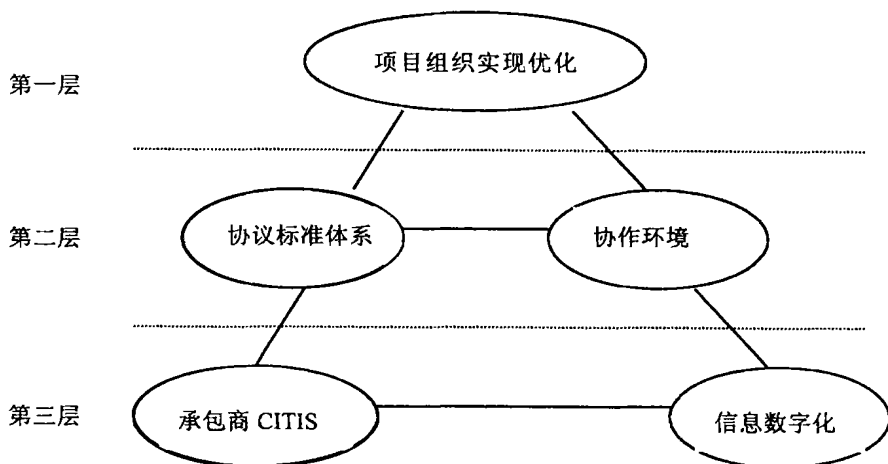 第一层
项目组织实现优化
第二层
协议标准体系
协作环境
第三层
承包商 CITIS
信息数字化